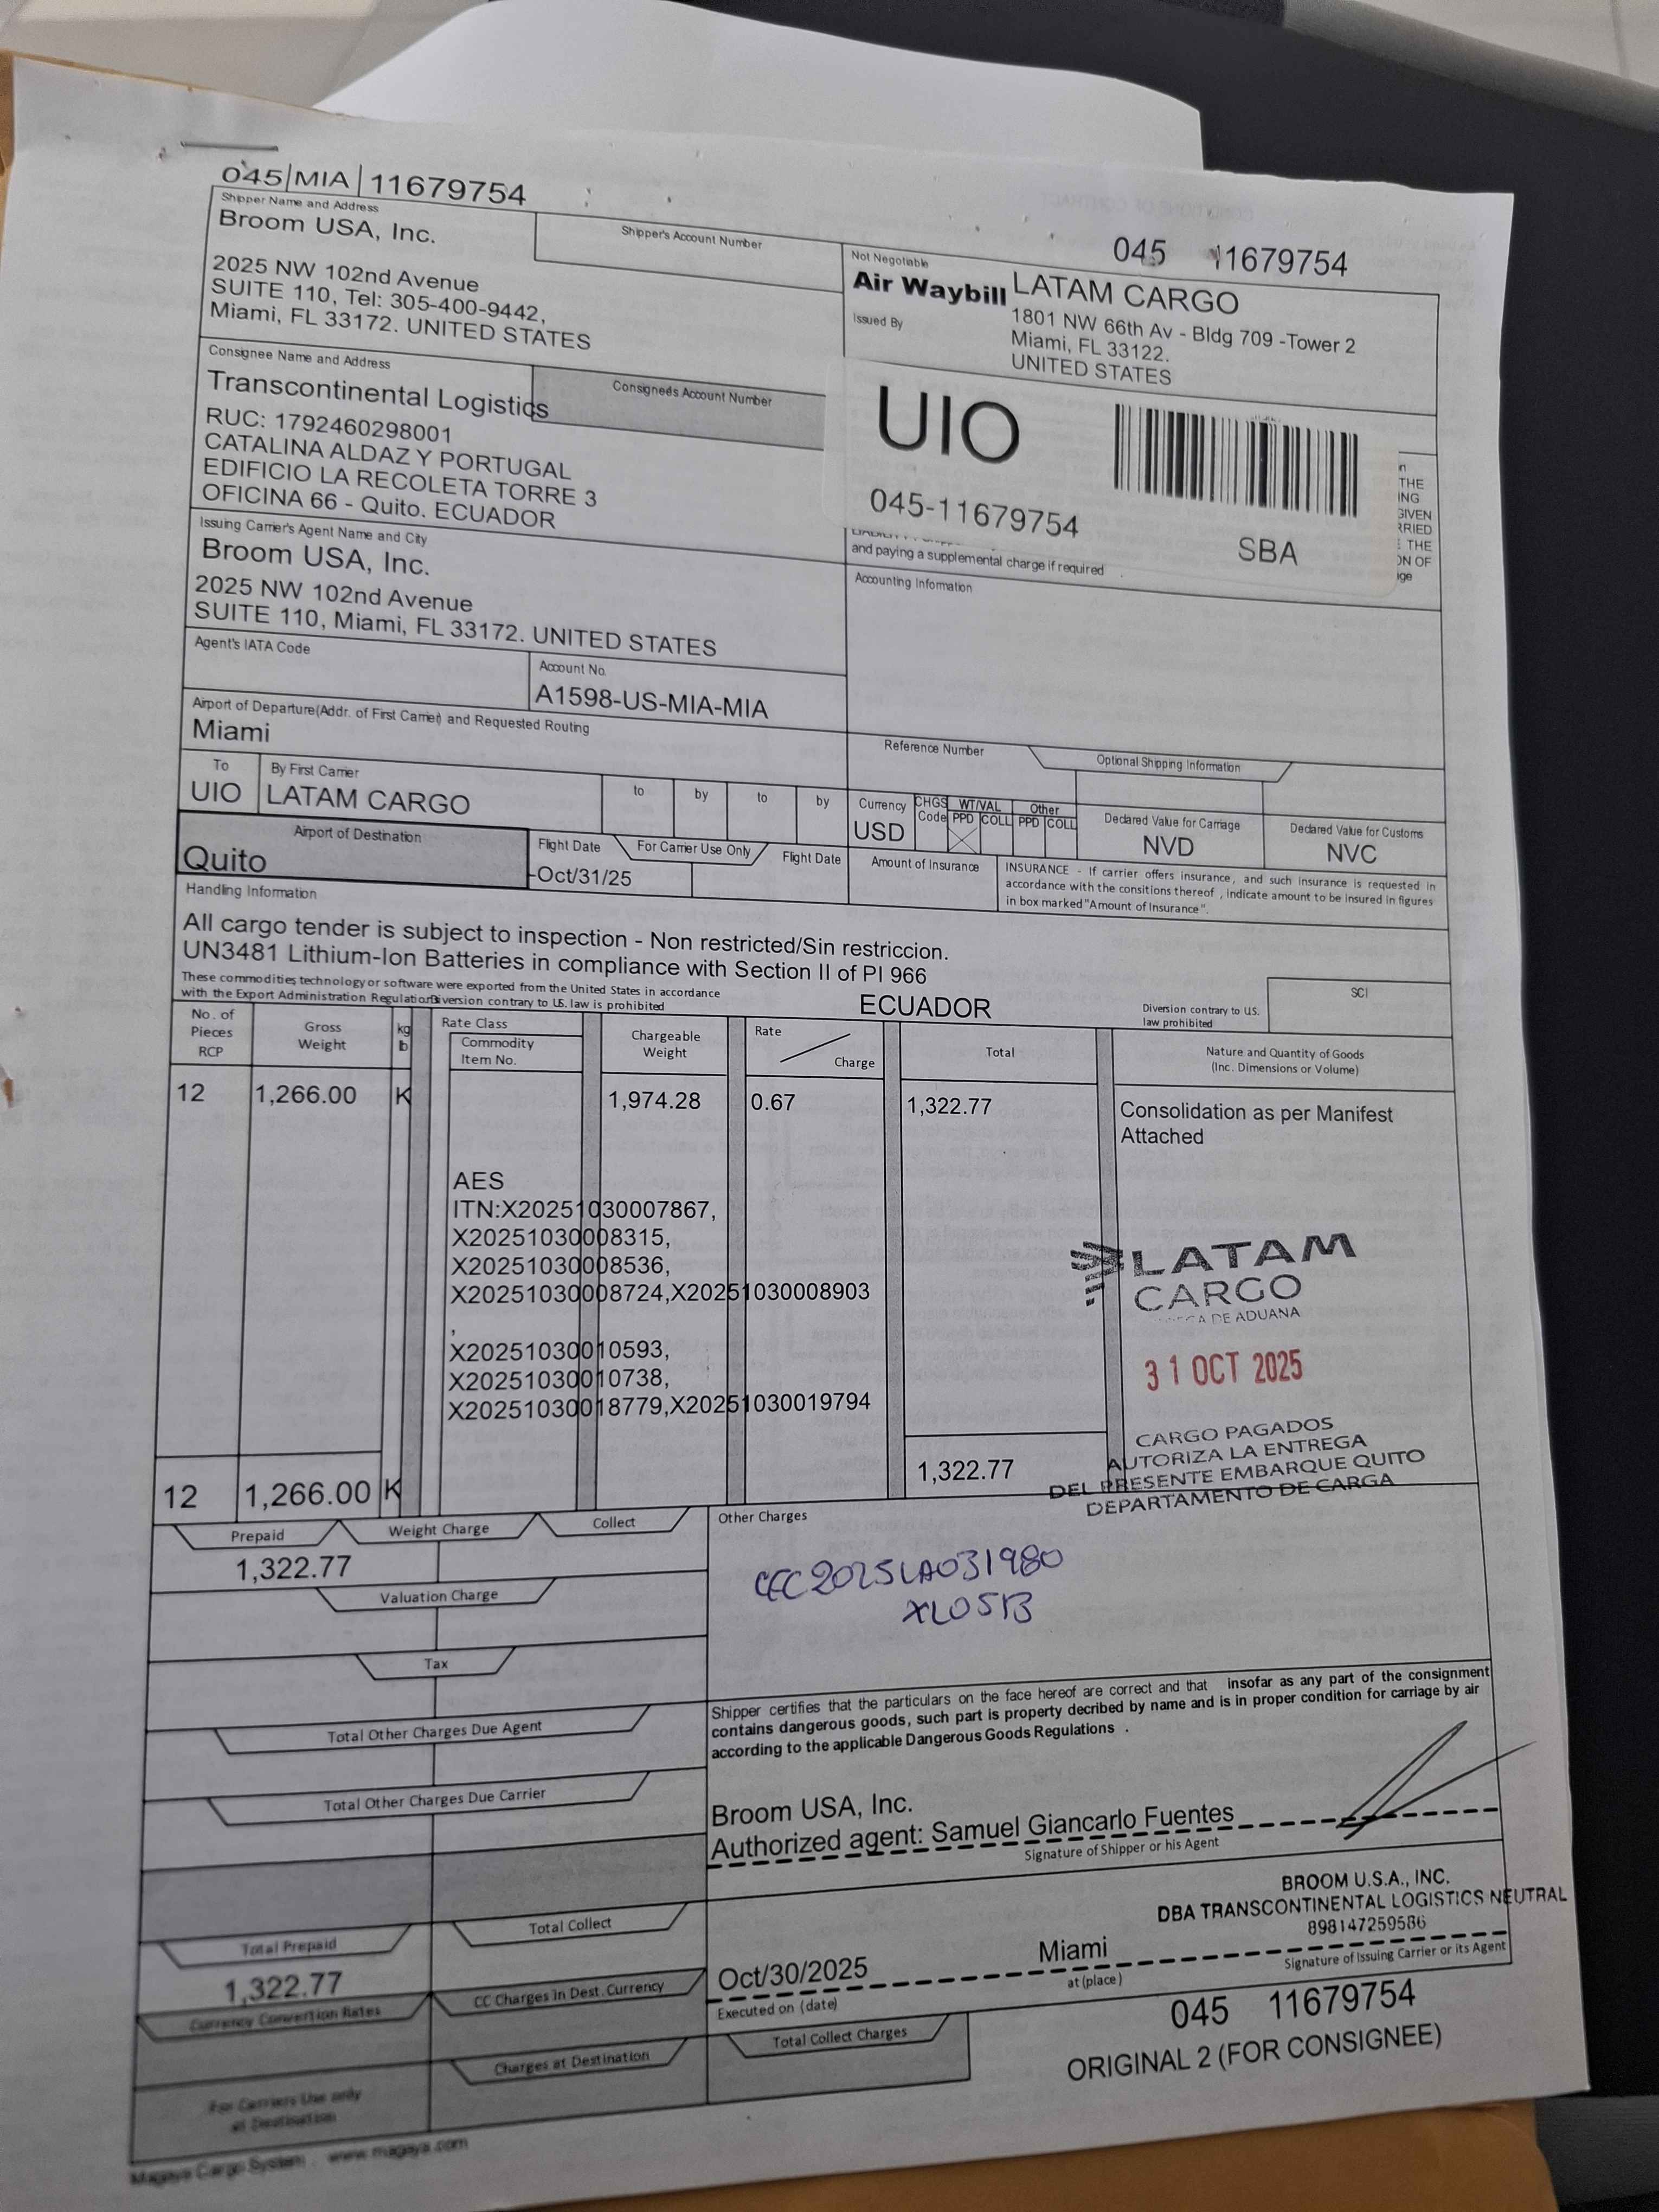 045 MIA 11679754
045 11679754
Shipper Name and Address
Shipper's Account Number
Broom USA, Inc.
2025 NW 102nd Avenue
SUITE 110, Tel: 305-400-9442,
Miami, FL 33172. UNITED STATES
Not Negotiable
Air Waybill
Issued By
LATAM CARGO
1801 NW 66th Av - Bldg 709 -Tower 2
Miami, FL 33122.
UNITED STATES
Consignee Name and Address
Consigneés Account Number
Transcontinental Logistics
RUC: 1792460298001
CATALINA ALDAZ Y PORTUGAL
EDIFICIO LA RECOLETA TORRE 3
OFICINA 66 - Quito. ECUADOR
UIO
045-11679754
SBA
THE
GIVEN
THE
and paying a supplemental charge if required
Issuing Carrier's Agent Name and City
Broom USA, Inc.
2025 NW 102nd Avenue
SUITE 110, Miami, FL 33172. UNITED STATES
Accounting Information
Agent's IATA Code
Account No.
A1598-US-MIA-MIA
Airport of Departure(Addr. of First Carrier) and Requested Routing
Miami
Reference Number
Optional Shipping Information
To
By First Carrier
to by to by
UIO LATAM CARGO
Currency
CHGS Code
WT/VAL
Other
PPD COLL PPD COLL
USD
Declared Value for Carriage
NVD
Declared Value for Customs
NVC
Airport of Destination
Quito
Flight Date
For Carrier Use Only
Flight Date
Oct/31/25
Amount of Insurance
INSURANCE - If carrier offers insurance, and such insurance is requested in
accordance with the consitions thereof , indicate amount to be insured in figures
in box marked "Amount of Insurance".
Handling Information
All cargo tender is subject to inspection - Non restricted/Sin restriccion.
UN3481 Lithium-Ion Batteries in compliance with Section II of PI 966
These commodities technology or software were exported from the United States in accordance
with the Export Administration Regulations Diversion contrary to US. law is prohibited
ECUADOR
Diversion contrary to U.S.
law prohibited
SCI
No. of
Pieces
RCP
Gross
Weight
kg
lb
Rate Class
Commodity
Item No.
Chargeable
Weight
Rate
Charge
Total
Nature and Quantity of Goods
(Inc. Dimensions or Volume)
12 1,266.00 K 1,974.28 0.67 1,322.77
Consolidation as per Manifest
Attached
AES
ITN:X20251030007867,
X20251030008315,
X20251030008536,
X20251030008724,X20251030008903
,
X20251030010593,
X20251030010738,
X20251030018779,X20251030019794
LATAM
CARGO
DE ADUANA
31 OCT 2025
CARGO PAGADOS
AUTORIZA LA ENTREGA
DEL PRESENTE EMBARQUE QUITO
DEPARTAMENTO DE CARGA
12 1,266.00 K 1,322.77
Prepaid
Weight Charge
Collect
1,322.77
Other Charges
CEC2025LA031980
XL0513
Valuation Charge
Tax
Total Other Charges Due Agent
Shipper certifies that the particulars on the face hereof are correct and that insofar as any part of the consignment
contains dangerous goods, such part is property decribed by name and is in proper condition for carriage by air
according to the applicable Dangerous Goods Regulations .
Total Other Charges Due Carrier
Broom USA, Inc.
Authorized agent: Samuel Giancarlo Fuentes
Signature of Shipper or his Agent
BROOM U.S.A., INC.
DBA TRANSCONTINENTAL LOGISTICS NEUTRAL
898147259586
Total Prepaid
Total Collect
1,322.77
Oct/30/2025
Miami
Executed on (date)
at (place)
Signature of Issuing Carrier or its Agent
Currency Convertion Rates
CC Charges in Dest. Currency
For Carriers Use only
at Destination
Charges at Destination
Total Collect Charges
045 11679754
ORIGINAL 2 (FOR CONSIGNEE)
Magaya Cargo System . www.magaya.com